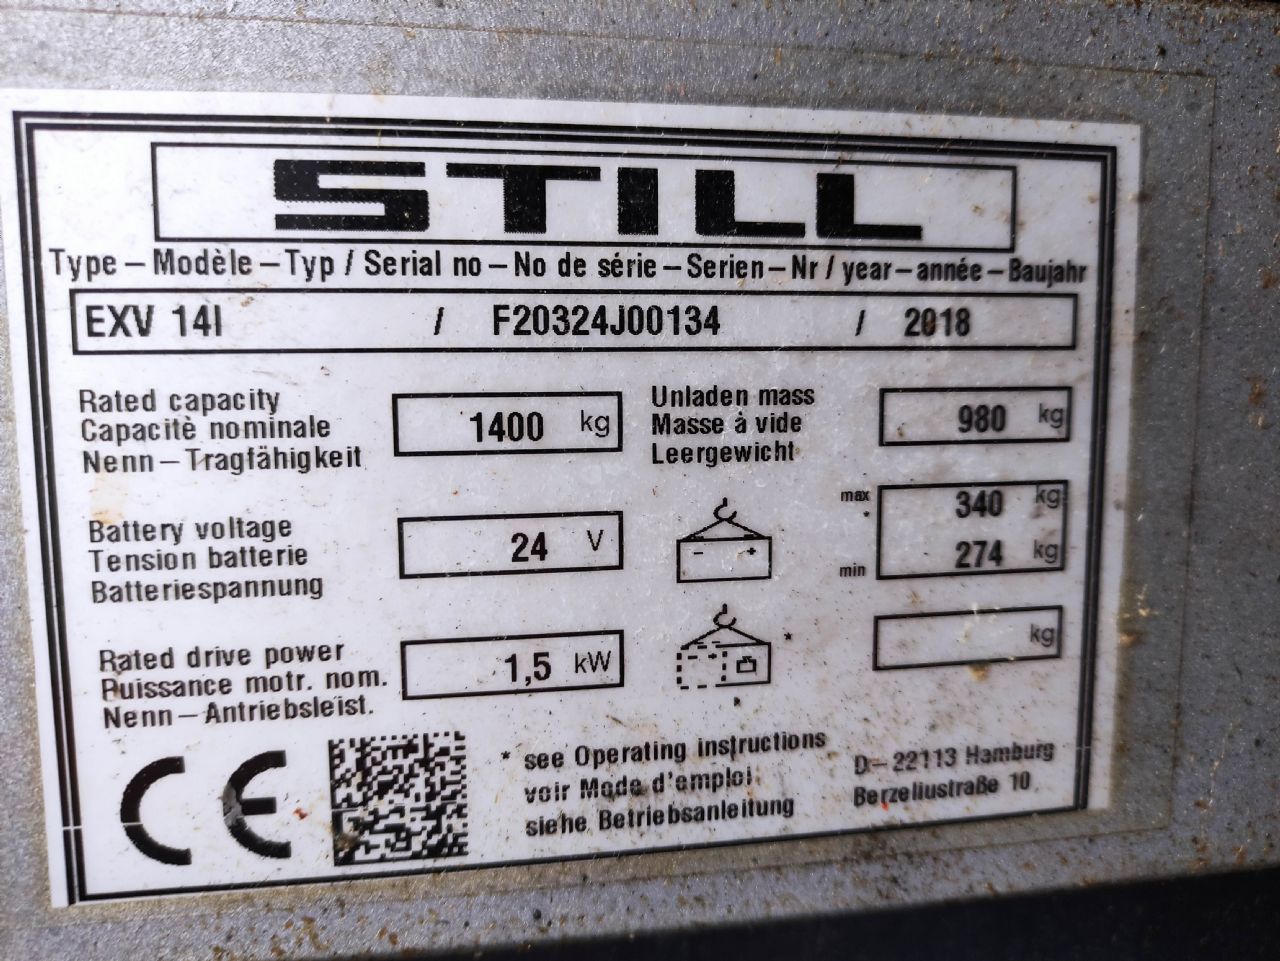 STILL
Type – Modèle – Typ / Serial no – No de série – Serien – Nr / year – année – Baujahr
EXV 14I / F20324J00134 / 2018
Rated capacity
Capacitè nominale
Nenn – Tragfähigkeit
1400 kg
Unladen mass
Masse à vide
Leergewicht
980 kg
Battery voltage
Tension batterie
Batteriespannung
24 V
- +
max
*
340 kg
min
274 kg
Rated drive power
Puissance motr. nom.
Nenn – Antriebsleist.
1,5 kW
- +
*
kg
CE
* see Operating instructions
voir Mode d'emploi
siehe Betriebsanleitung
D – 22113 Hamburg
Berzeliustraße 10